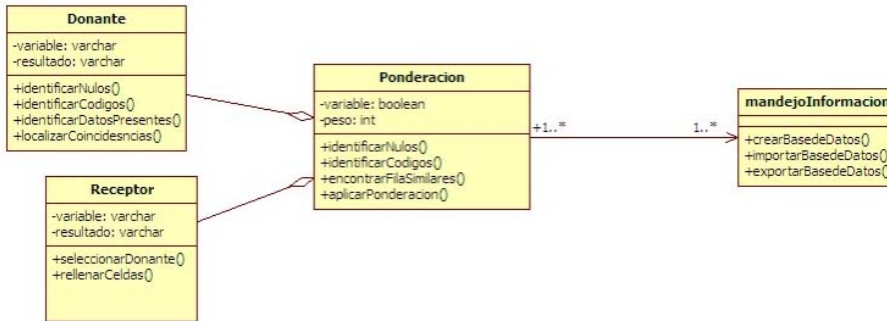 Donante
-variable: varchar
-resultado: varchar
+identificarNulos()
+identificarCodigos()
+identificarDatosPresentes()
+localizarCoincidesncias()
Ponderacion
-variable: boolean
-peso: int
+identificarNulos()
+identificarCodigos()
+encontrarFilaSimilares()
+aplicarPonderacion()
+1..*
1..*
mandejoInformacion
+crearBasedeDatos()
+importarBasedeDatos()
+exportarBasedeDatos()
Receptor
-variable: varchar
-resultado: varchar
+seleccionarDonante()
+rellenarCeldas()